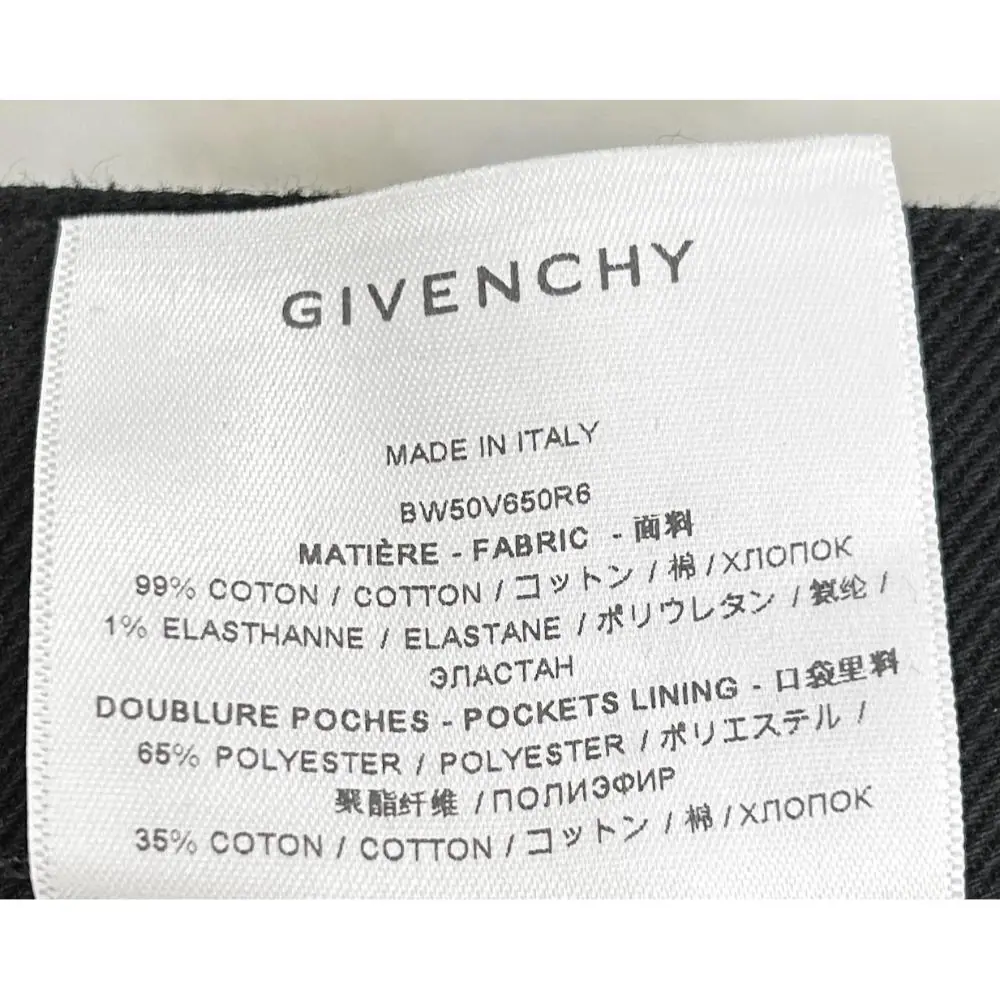 GIVENCHY
MADE IN ITALY
BW50V650R6
MATIÈRE - FABRIC - 面料
99% COTON / COTTON / コットン / 棉 / ХЛОПОК
1% ELASTHANNE / ELASTANE / ポリウレタン / 氨纶 /
ЭЛАСТАН
DOUBLURE POCHES - POCKETS LINING - 口袋里料
65% POLYESTER / POLYESTER / ポリエステル /
聚酯纤维 / ПОЛИЭФИР
35% COTON / COTTON / コットン / 棉 / ХЛОПОК